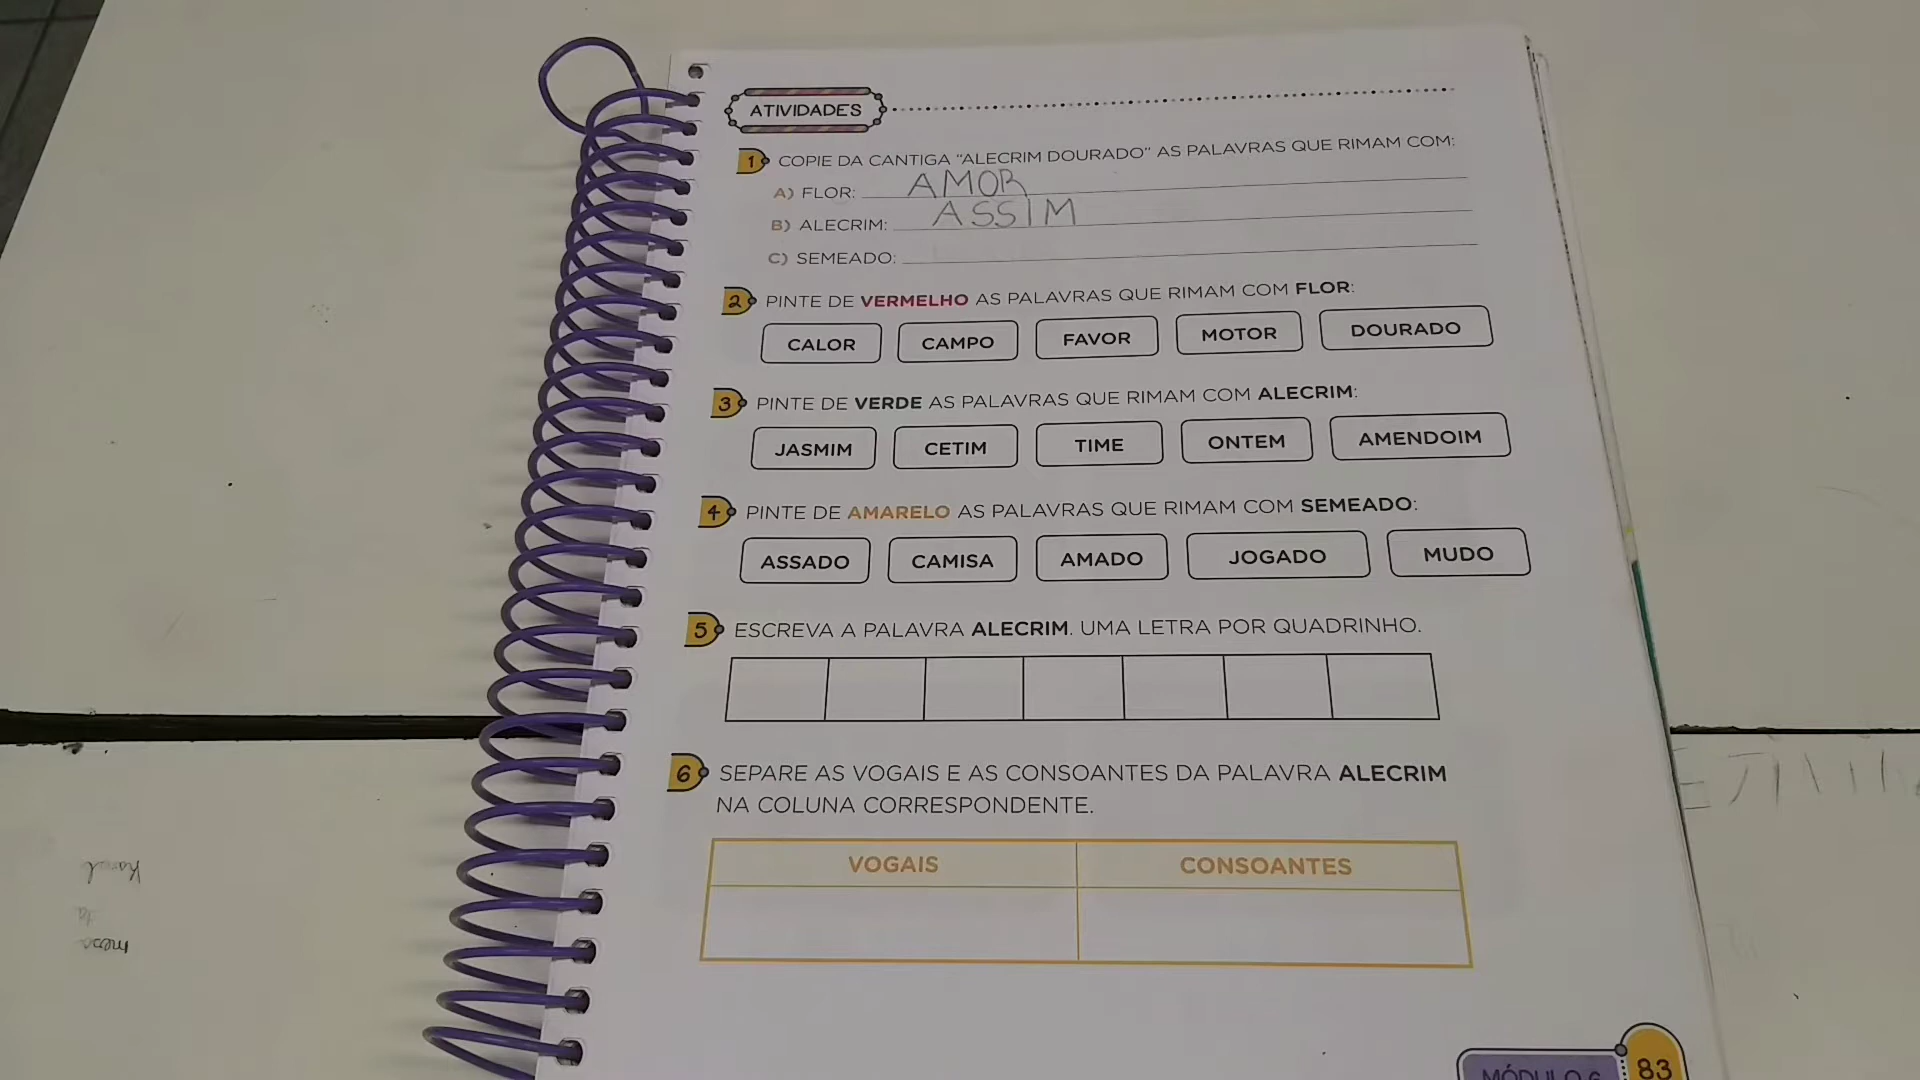 ATIVIDADES
1 COPIE DA CANTIGA "ALECRIM DOURADO" AS PALAVRAS QUE RIMAM COM:
A) FLOR: AMOR
B) ALECRIM: ASSIM
C) SEMEADO:
2 PINTE DE VERMELHO AS PALAVRAS QUE RIMAM COM FLOR:
CALOR CAMPO FAVOR MOTOR DOURADO
3 PINTE DE VERDE AS PALAVRAS QUE RIMAM COM ALECRIM:
JASMIM CETIM TIME ONTEM AMENDOIM
4 PINTE DE AMARELO AS PALAVRAS QUE RIMAM COM SEMEADO:
ASSADO CAMISA AMADO JOGADO MUDO
5 ESCREVA A PALAVRA ALECRIM. UMA LETRA POR QUADRINHO.
6 SEPARE AS VOGAIS E AS CONSOANTES DA PALAVRA ALECRIM
NA COLUNA CORRESPONDENTE.
VOGAIS CONSOANTES
MÓDULO 6 83